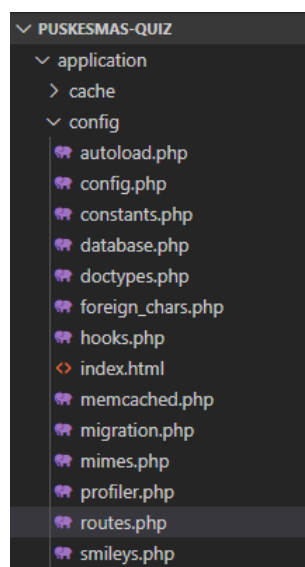 PUSKESMAS-QUIZ
application
cache
config
autoload.php
config.php
constants.php
database.php
doctypes.php
foreign_chars.php
hooks.php
index.html
memcached.php
migration.php
mimes.php
profiler.php
routes.php
smileys.php